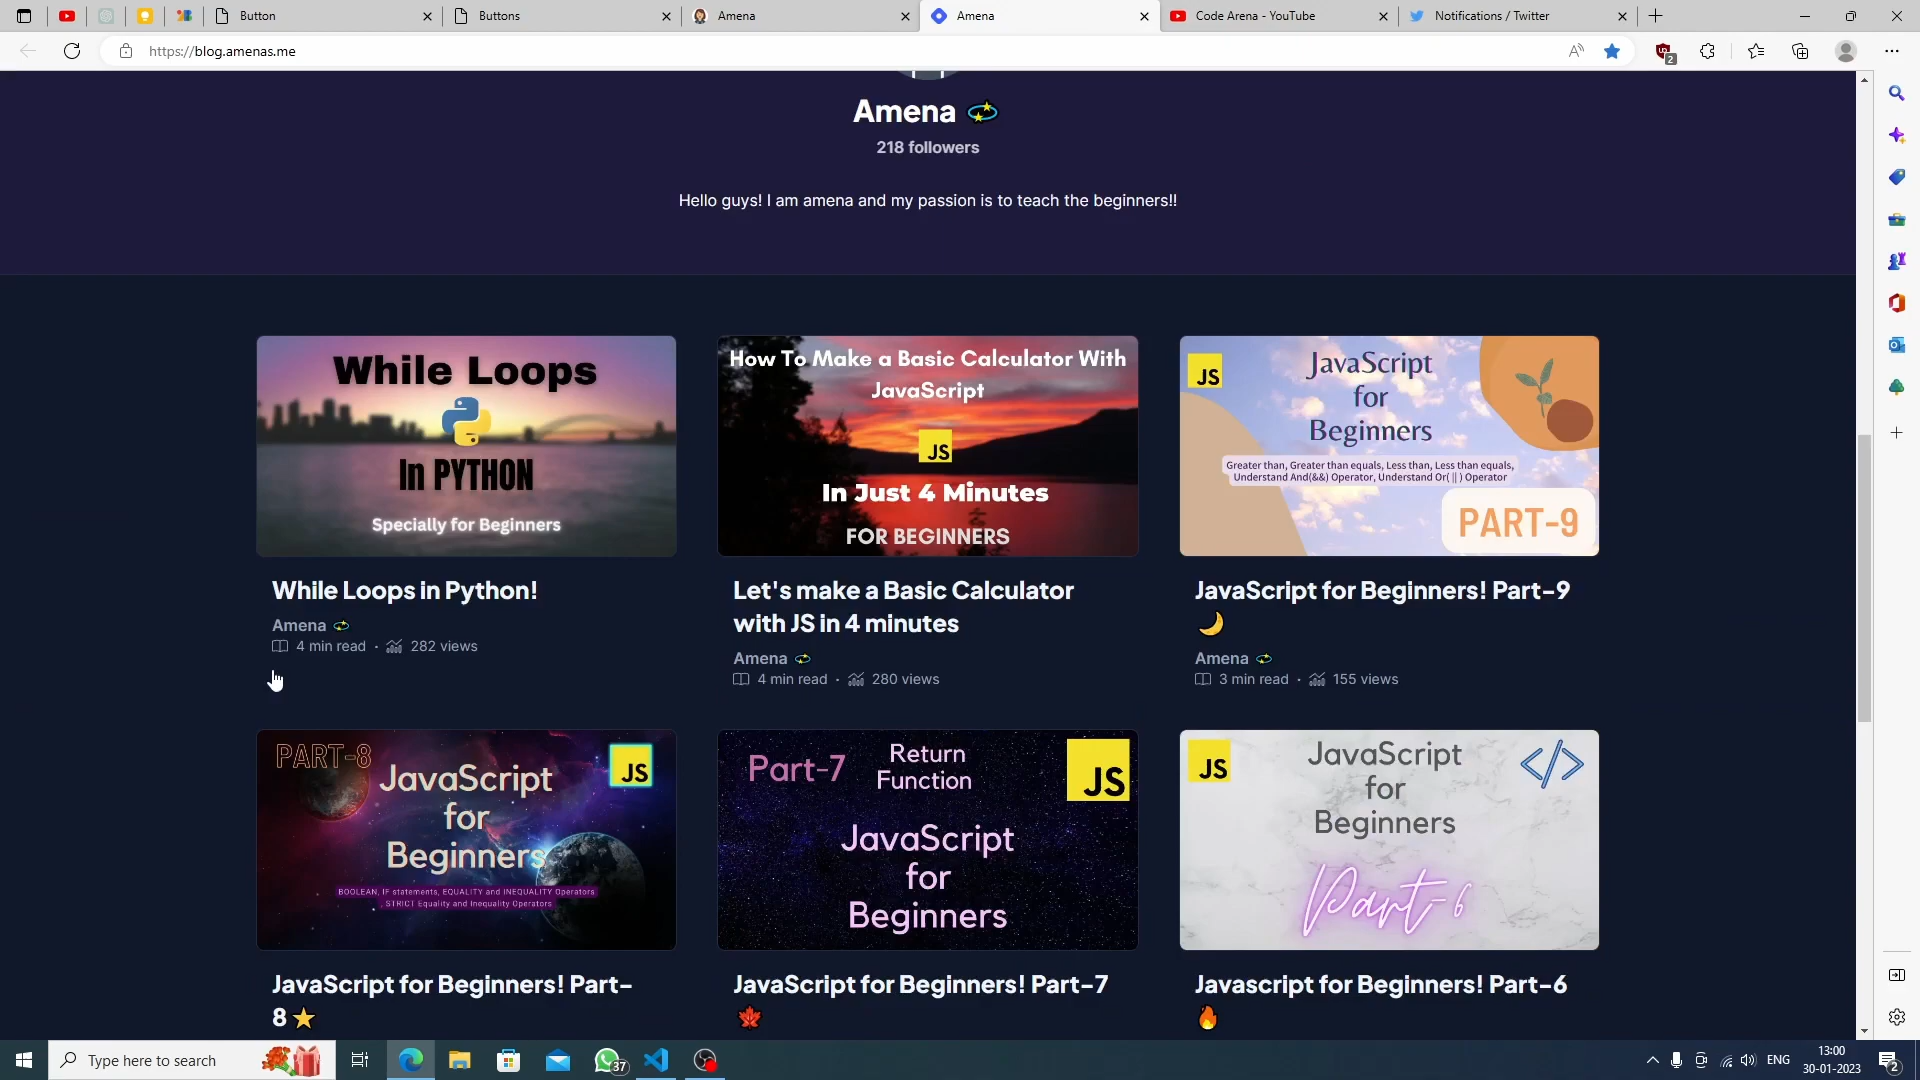 Button
Buttons
Amena
Amena
Code Arena - YouTube
Notifications / Twitter
https://blog.amenas.me
2
Amena 💫
218 followers
Hello guys! I am amena and my passion is to teach the beginners!!
While Loops
In PYTHON
Specially for Beginners
How To Make a Basic Calculator With
JavaScript
JS
In Just 4 Minutes
FOR BEGINNERS
JS
JavaScript
for
Beginners
Greater than, Greater than equals, Less than, Less than equals,
Understand And(&&) Operator, Understand Or( || ) Operator
PART-9
While Loops in Python!
Amena 💫
4 min read · 282 views
Let's make a Basic Calculator
with JS in 4 minutes
Amena 💫
4 min read · 280 views
JavaScript for Beginners! Part-9
🌙
Amena 💫
3 min read · 155 views
PART-8
JS
JavaScript
for
Beginners
BOOLEAN, IF statements, EQUALITY and INEQUALITY Operators
, STRICT Equality and Inequality Operators
Part-7
Return
Function
JS
JavaScript
for
Beginners
JS
JavaScript
for
Beginners
</>
Part-6
JavaScript for Beginners! Part-
8⭐
JavaScript for Beginners! Part-7
🍁
Javascript for Beginners! Part-6
🔥
Type here to search
37
ENG
13:00
30-01-2023
2